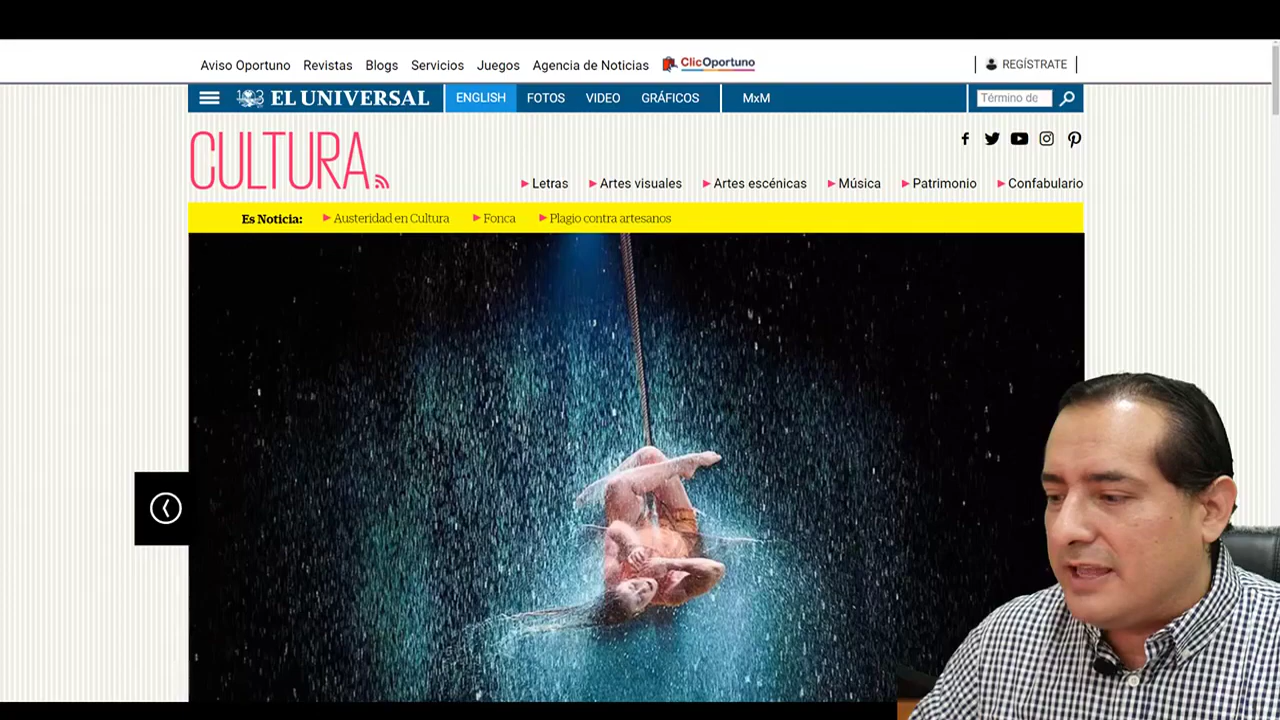 Aviso Oportuno Revistas Blogs Servicios Juegos Agencia de Noticias ClicOportuno REGÍSTRATE
103 EL UNIVERSAL ENGLISH FOTOS VIDEO GRÁFICOS MxM Término de
CULTURA
Letras Artes visuales Artes escénicas Música Patrimonio Confabulario
Es Noticia: Austeridad en Cultura Fonca Plagio contra artesanos